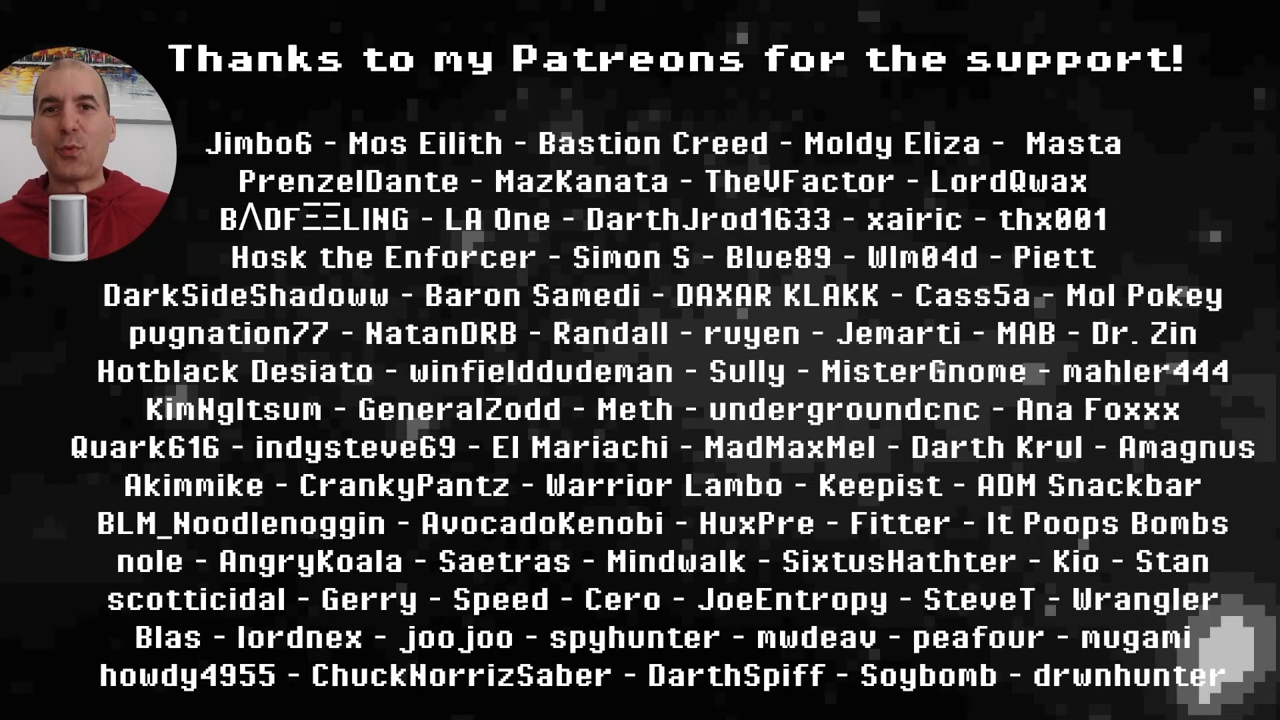 Thanks to my Patreons for the support!
Jimbo6 - Mos Eilith - Bastion Creed - Moldy Eliza - Masta
PrenzelDante - MazKanata - TheVFactor - LordQwax
BΛDFΞΞLING - LA One - DarthJrod1633 - xairic - thx001
Hosk the Enforcer - Simon S - Blue89 - Wlm04d - Piett
DarkSideShadoww - Baron Samedi - DAXAR KLAKK - Cass5a - Mol Pokey
pugnation77 - NatanDRB - Randall - ruyen - Jemarti - MAB - Dr. Zin
Hotblack Desiato - winfielddudeman - Sully - MisterGnome - mahler444
KimNgItsum - GeneralZodd - Meth - undergroundcnc - Ana Foxxx
Quark616 - indysteve69 - El Mariachi - MadMaxMel - Darth Krul - Amagnus
Akimmike - CrankyPantz - Warrior Lambo - Keepist - ADM Snackbar
BLM_Noodlenoggin - AvocadoKenobi - HuxPre - Fitter - It Poops Bombs
nole - AngryKoala - Saetras - Mindwalk - SixtusHathter - Kio - Stan
scotticidal - Gerry - Speed - Cero - JoeEntropy - SteveT - Wrangler
Blas - lordnex - joojoo - spyhunter - mwdeav - peafour - mugami
howdy4955 - ChuckNorrizSaber - DarthSpiff - Soybomb - drwnhunter